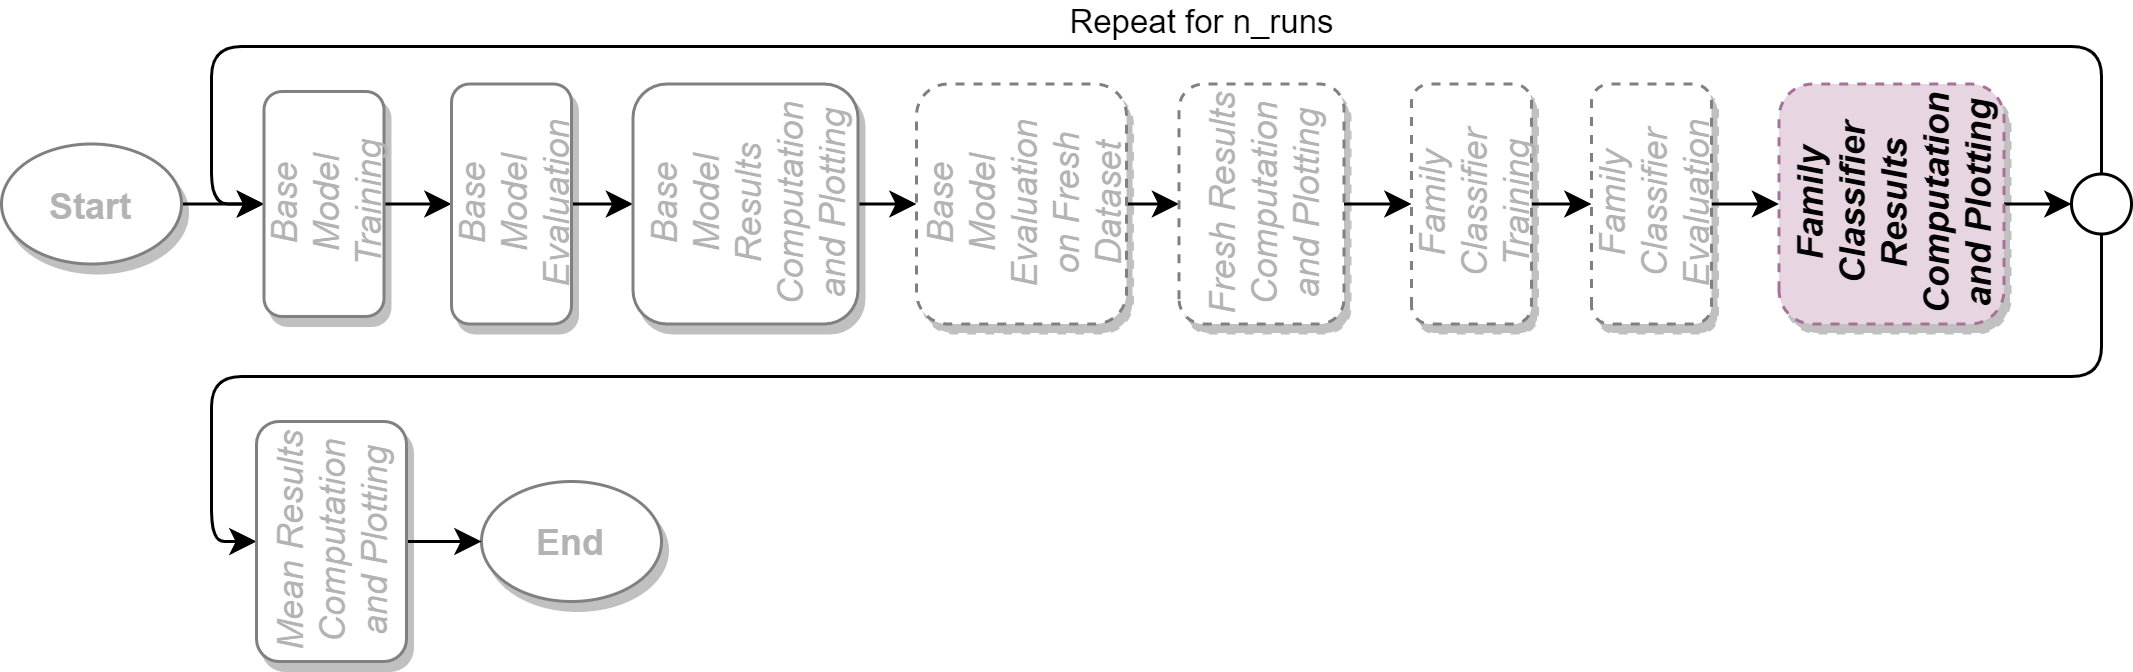 Repeat for n_runs
Start
Base
Model
Training
Base
Model
Evaluation
Base
Model
Results
Computation
and Plotting
Base
Model
Evaluation
on Fresh
Dataset
Fresh Results
Computation
and Plotting
Family
Classifier
Training
Family
Classifier
Evaluation
Family
Classifier
Results
Computation
and Plotting
Mean Results
Computation
and Plotting
End